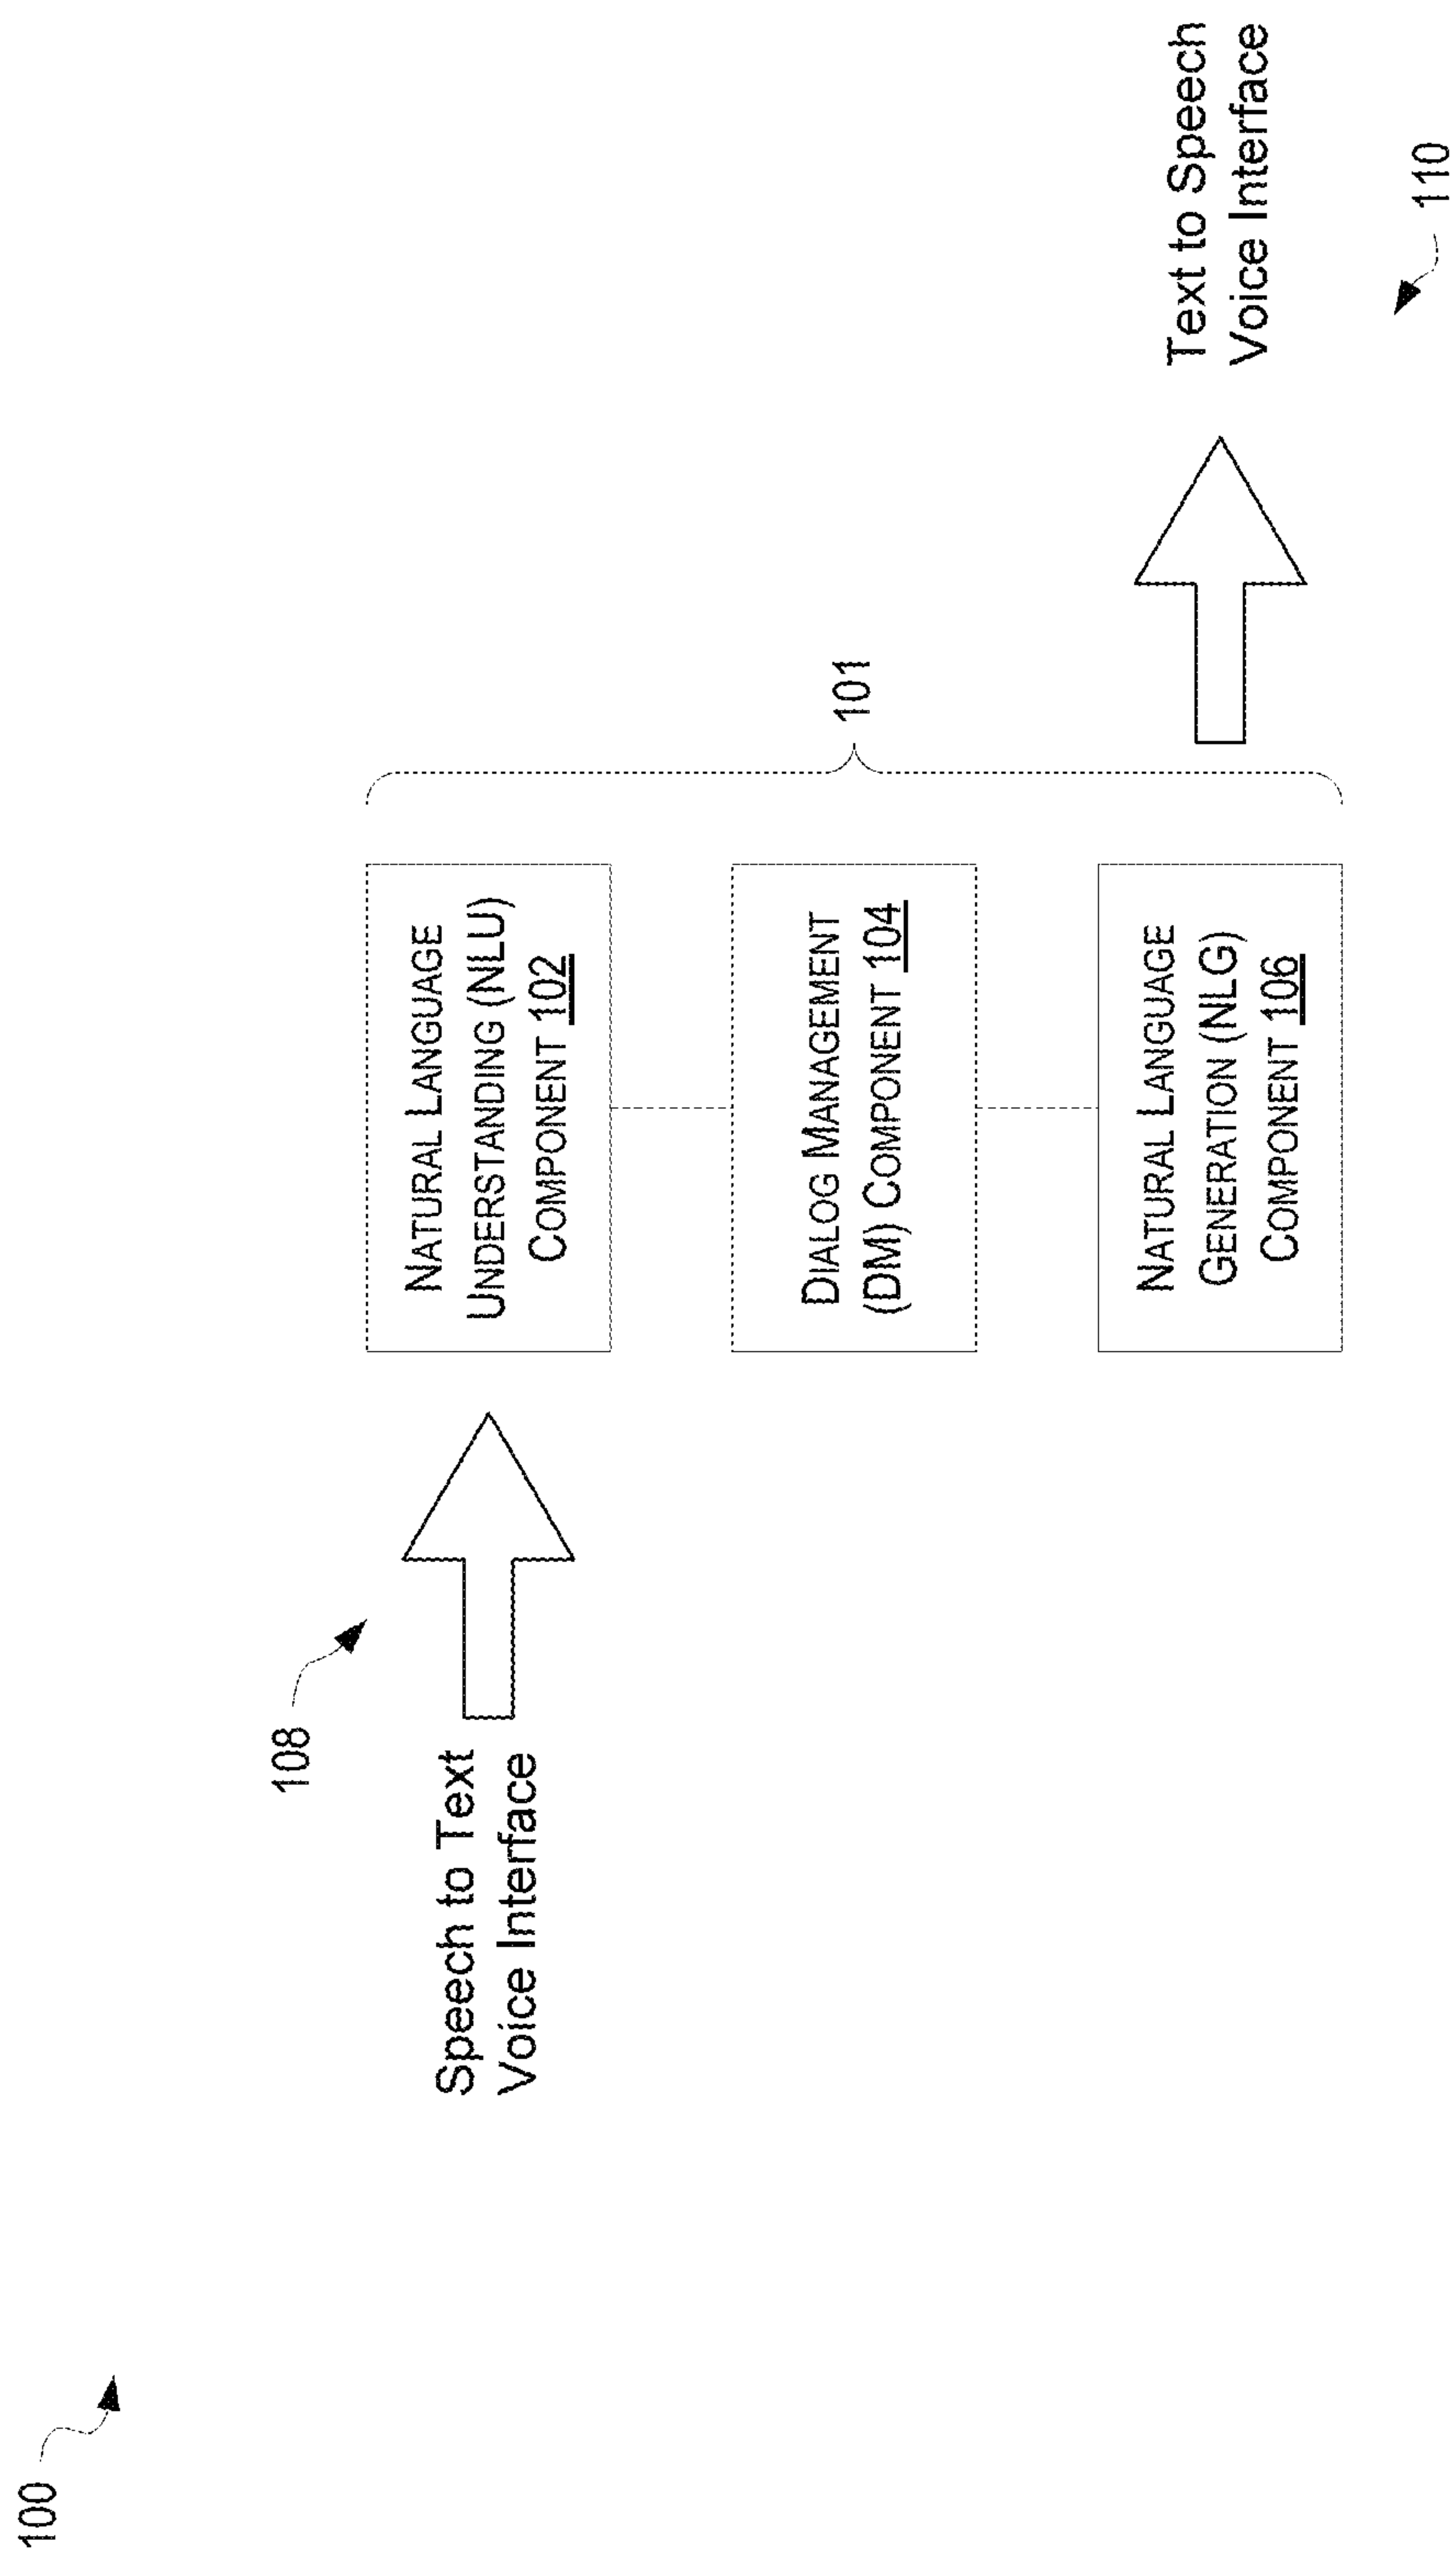 100
108
Speech to Text
Voice Interface
NATURAL LANGUAGE
UNDERSTANDING (NLU)
COMPONENT 102
DIALOG MANAGEMENT
(DM) COMPONENT 104
NATURAL LANGUAGE
GENERATION (NLG)
COMPONENT 106
101
Text to Speech
Voice Interface
110